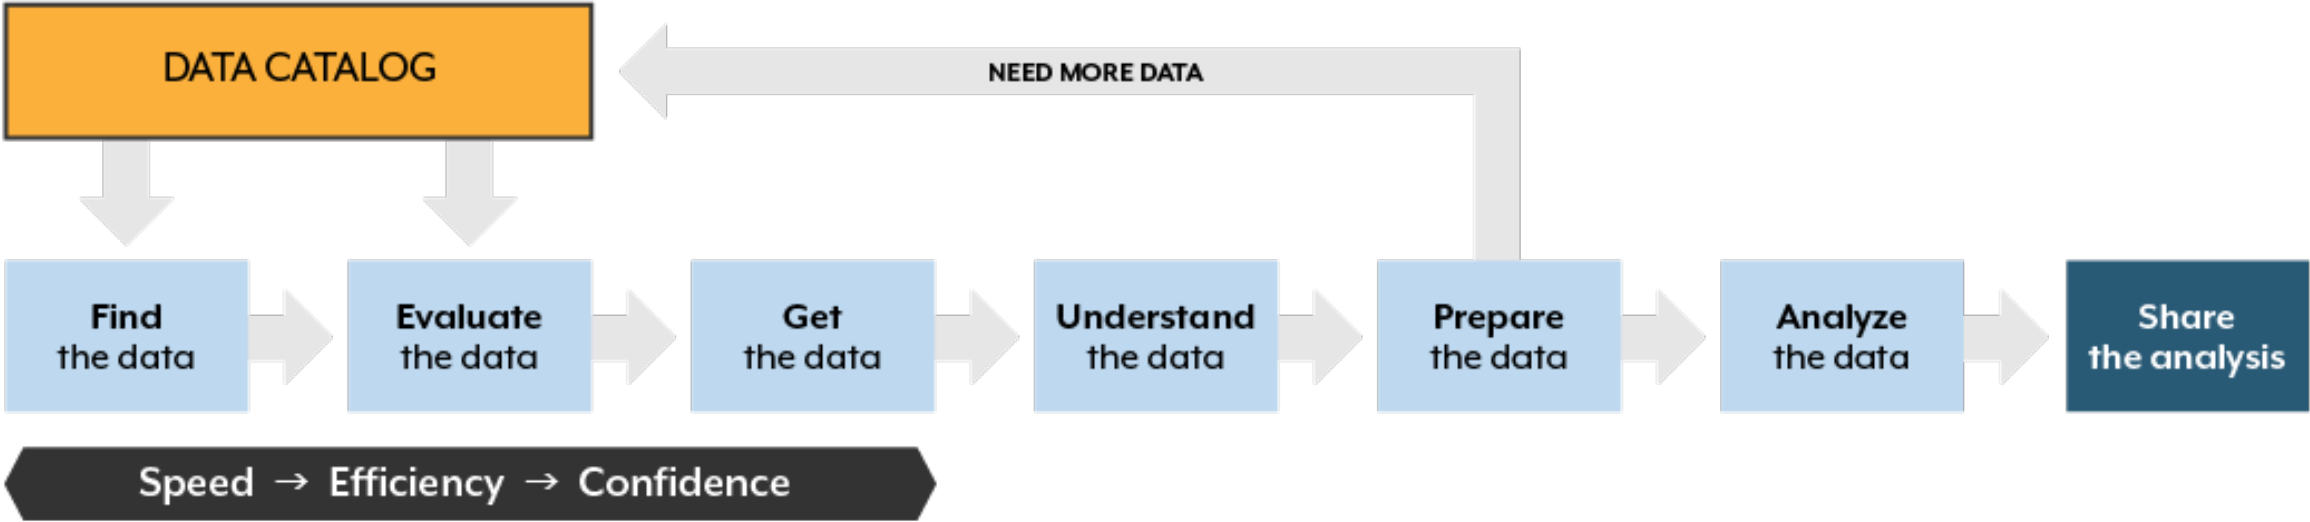 DATA CATALOG
NEED MORE DATA
Find
the data
Evaluate
the data
Get
the data
Understand
the data
Prepare
the data
Analyze
the data
Share
the analysis
Speed → Efficiency → Confidence